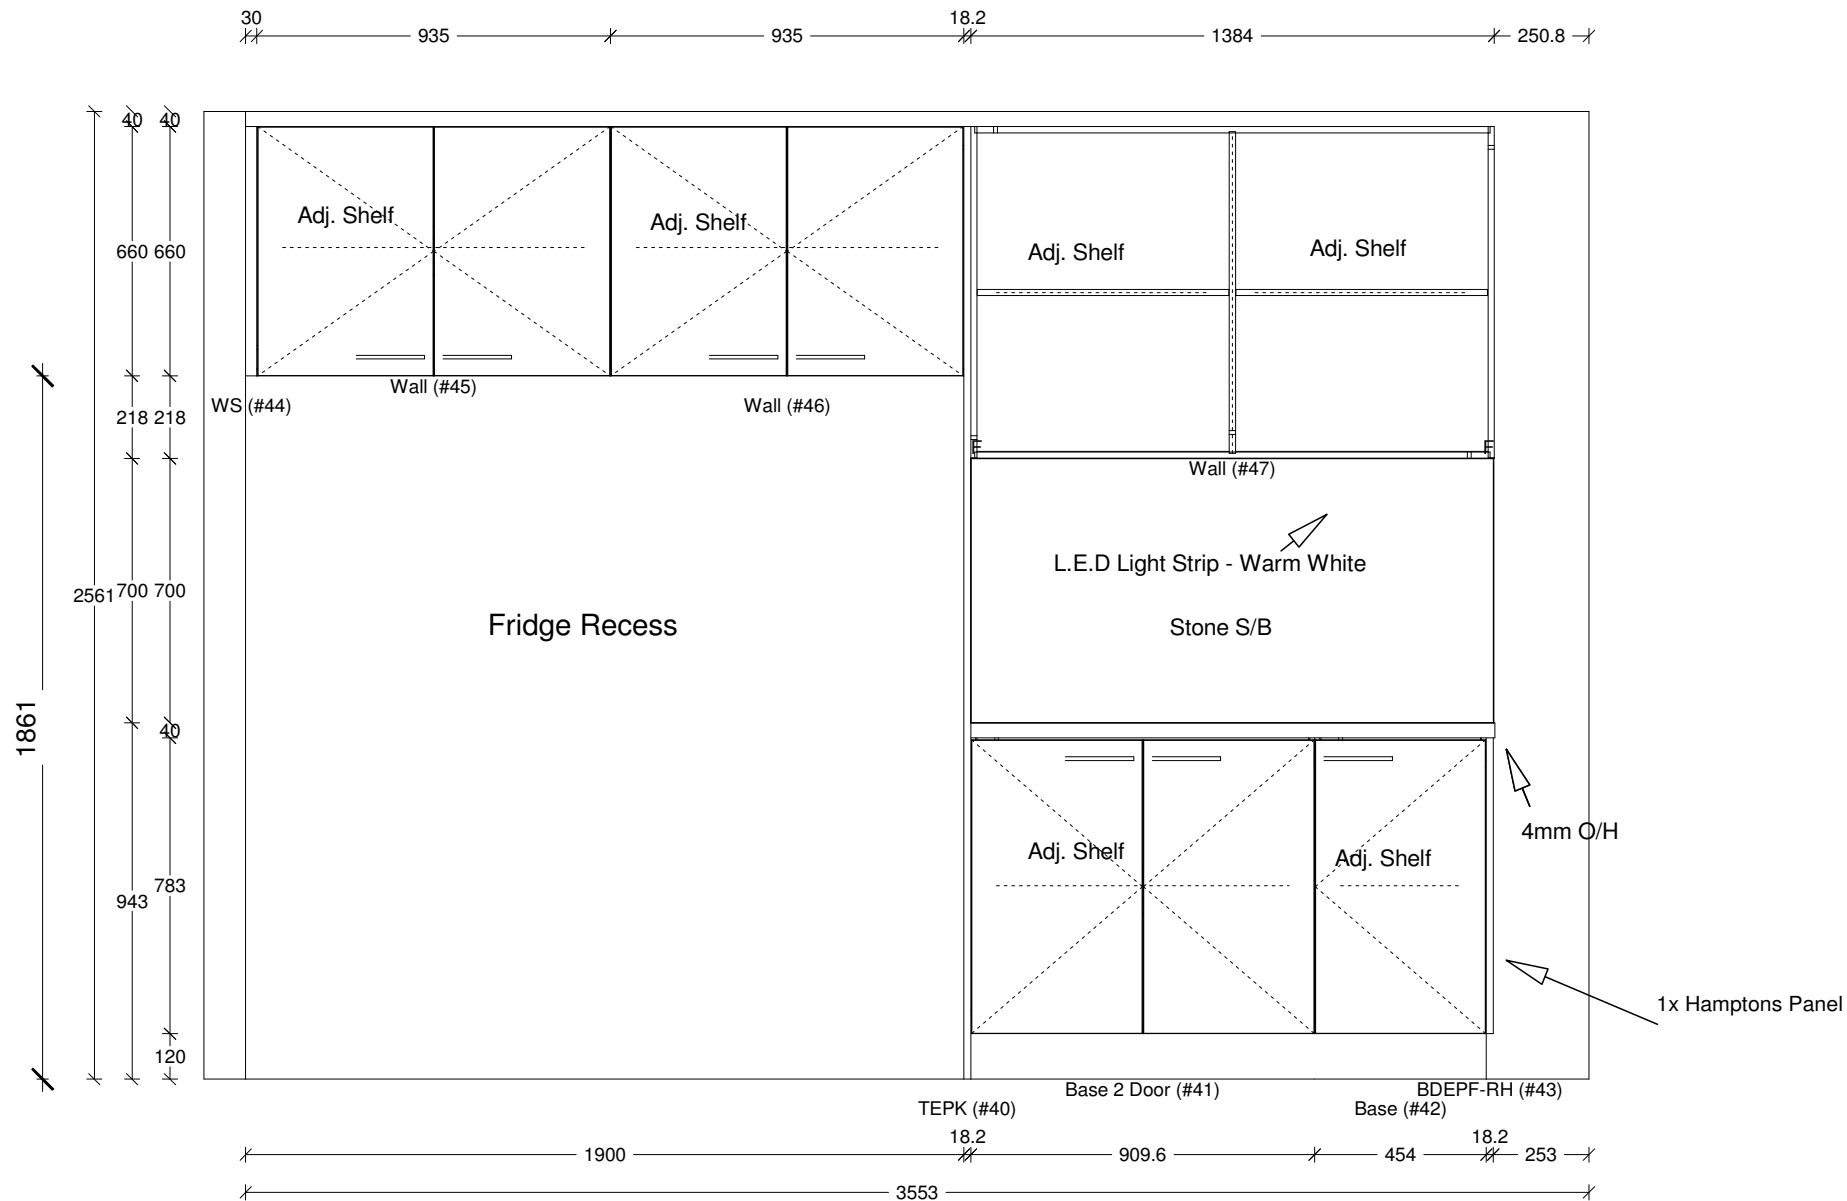 30
18.2
935
935
1384
250.8
40 40
Adj. Shelf
Adj. Shelf
Adj. Shelf
Adj. Shelf
660 660
Wall (#45)
WS (#44)
Wall (#46)
218 218
Wall (#47)
L.E.D Light Strip - Warm White
2561
700 700
Fridge Recess
Stone S/B
1861
40
4mm O/H
Adj. Shelf
Adj. Shelf
783
943
1x Hamptons Panel
120
Base 2 Door (#41)
BDEPF-RH (#43)
TEPK (#40)
Base (#42)
18.2
18.2
1900
909.6
454
253
3553